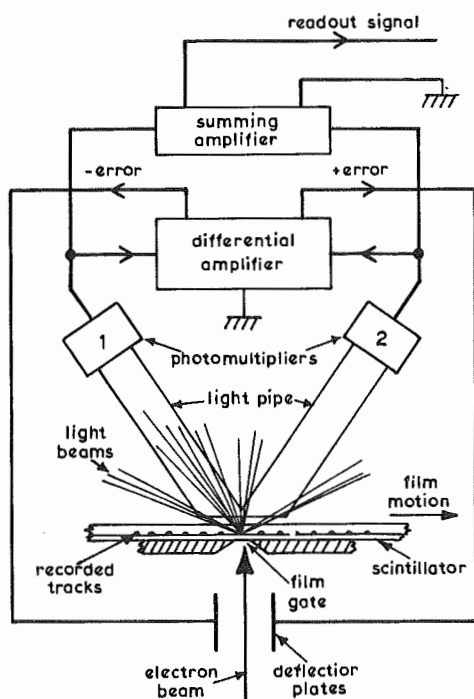 readout signal
summing
amplifier
-error
+error
differential
amplifier
1
2
photomultipliers
light pipe
light
beams
film
motion
recorded
tracks
film
gate
scintillator
electron
beam
deflection
plates